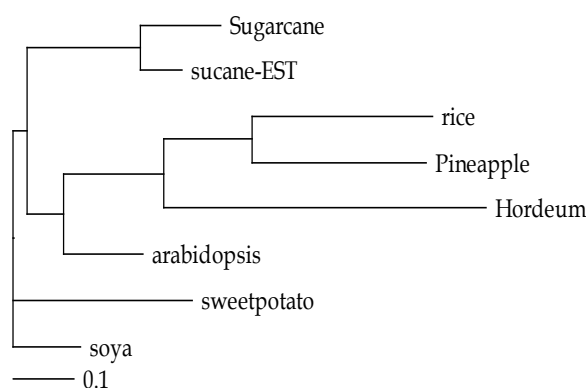 Sugarcane
sucane-EST
rice
Pineapple
Hordeum
arabidopsis
sweetpotato
soya
0.1